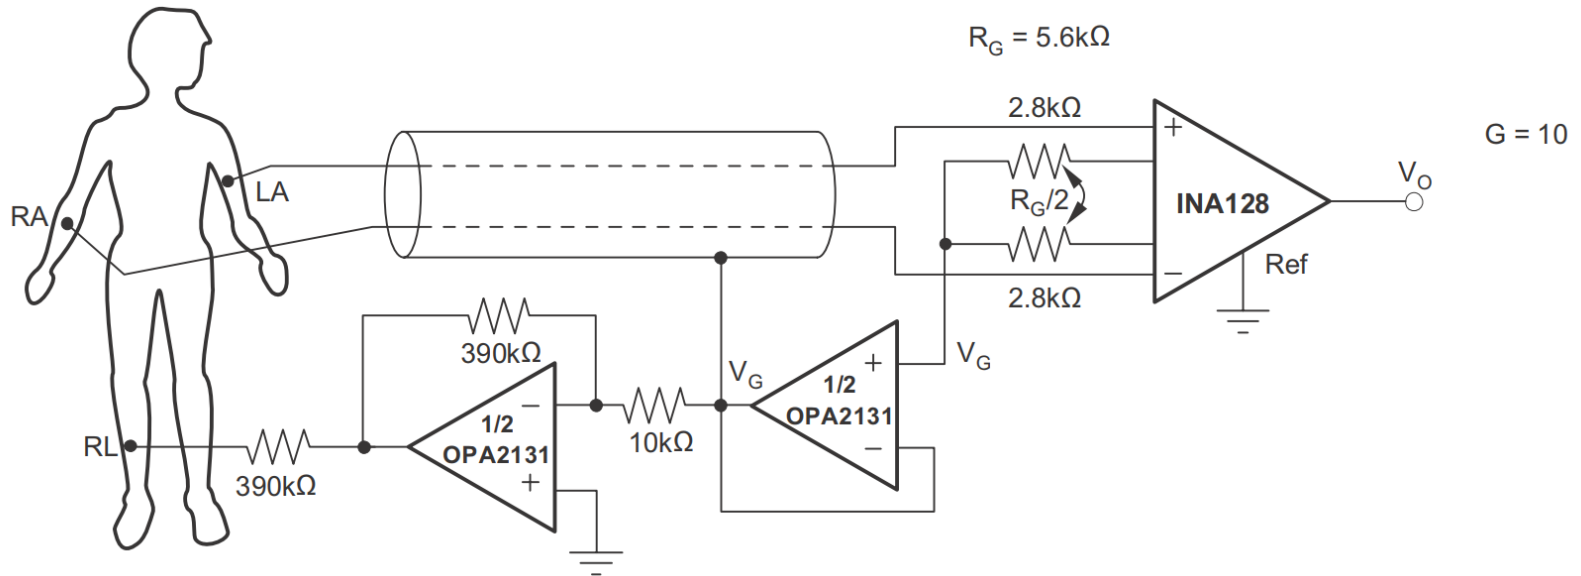 R_G = 5.6kΩ
2.8kΩ
G = 10
+
V_O
LA
R_G/2
INA128
RA
Ref
−
2.8kΩ
390kΩ
V_G
V_G
+
1/2
OPA2131
−
−
1/2
OPA2131
+
10kΩ
RL
390kΩ